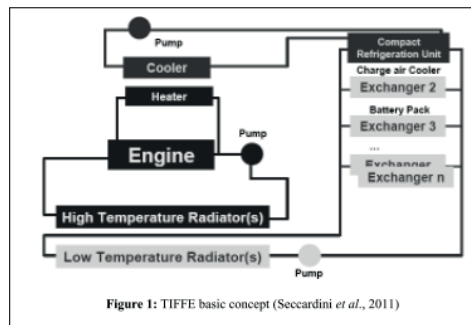 Pump
Compact
Refrigeration Unit
Cooler
Charge air Cooler
Heater
Exchanger 2
Battery Pack
Exchanger 3
Pump
Engine
...
Exchanger
Exchanger n
High Temperature Radiator(s)
Low Temperature Radiator(s)
Pump
Figure 1: TIFFE basic concept (Seccardini et al., 2011)